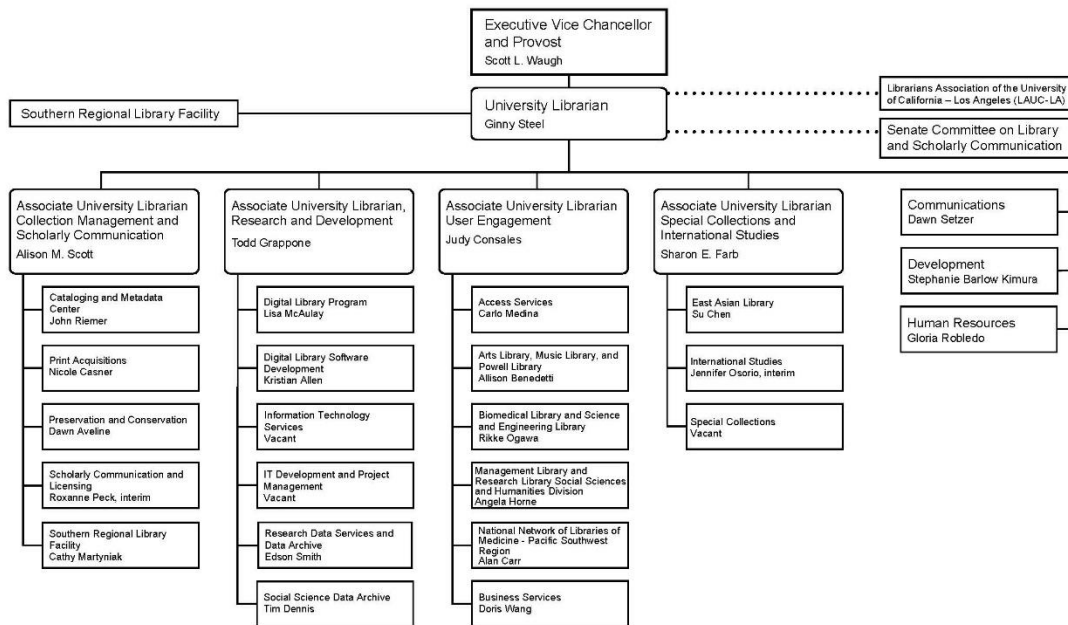 Executive Vice Chancellor
and Provost
Scott L. Waugh
Southern Regional Library Facility
University Librarian
Ginny Steel
Librarians Association of the University
of California – Los Angeles (LAUC-LA)
Senate Committee on Library
and Scholarly Communication
Associate University Librarian
Collection Management and
Scholarly Communication
Alison M. Scott
Cataloging and Metadata
Center
John Riemer
Print Acquisitions
Nicole Casner
Preservation and Conservation
Dawn Aveline
Scholarly Communication and
Licensing
Roxanne Peck, interim
Southern Regional Library
Facility
Cathy Martyniak
Associate University Librarian,
Research and Development
Todd Grappone
Digital Library Program
Lisa McAulay
Digital Library Software
Development
Kristian Allen
Information Technology
Services
Vacant
IT Development and Project
Management
Vacant
Research Data Services and
Data Archive
Edson Smith
Social Science Data Archive
Tim Dennis
Associate University Librarian
User Engagement
Judy Consales
Access Services
Carlo Medina
Arts Library, Music Library, and
Powell Library
Allison Benedetti
Biomedical Library and Science
and Engineering Library
Rikke Ogawa
Management Library and
Research Library Social Sciences
and Humanities Division
Angela Horne
National Network of Libraries of
Medicine - Pacific Southwest
Region
Alan Carr
Business Services
Doris Wang
Associate University Librarian
Special Collections and
International Studies
Sharon E. Farb
East Asian Library
Su Chen
International Studies
Jennifer Osorio, interim
Special Collections
Vacant
Communications
Dawn Setzer
Development
Stephanie Barlow Kimura
Human Resources
Gloria Robledo